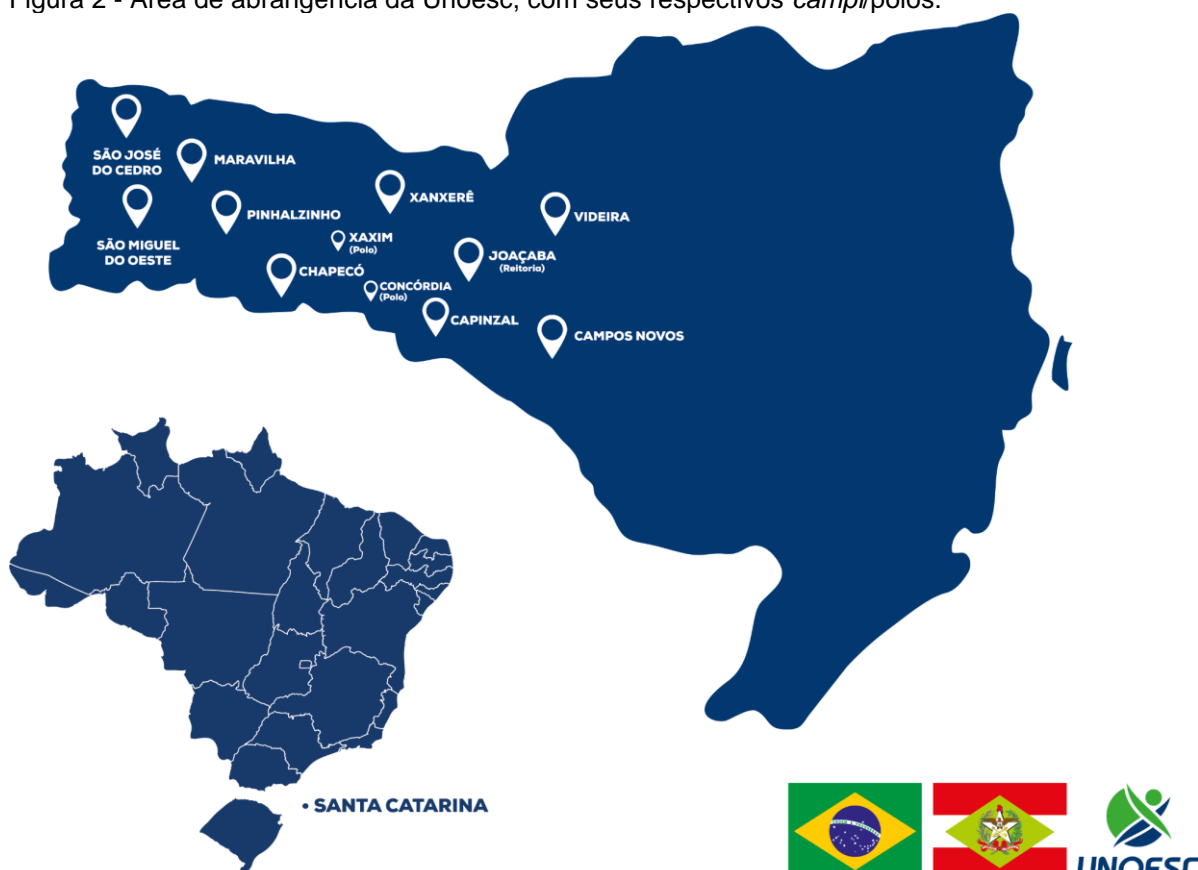 Figura 2 - Área de abrangência da Unoesc, com seus respectivos campi/polos.
SÃO JOSÉ
DO CEDRO
MARAVILHA
XANXERÊ
PINHALZINHO
VIDEIRA
SÃO MIGUEL
DO OESTE
XAXIM
(Polo)
JOAÇABA
(Reitoria)
CHAPECÓ
CONCÓRDIA
(Polo)
CAPINZAL
CAMPOS NOVOS
• SANTA CATARINA
UNOESC